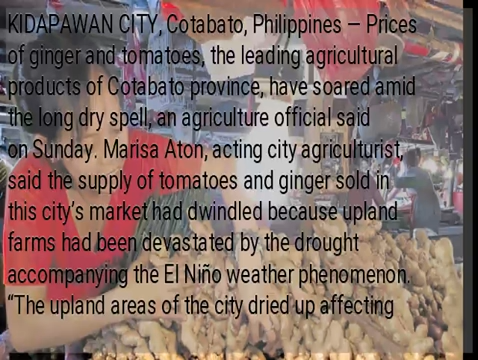 KIDAPAWAN CITY, Cotabato, Philippines — Prices
of ginger and tomatoes, the leading agricultural
products of Cotabato province, have soared amid
the long dry spell, an agriculture official said
on Sunday. Marisa Aton, acting city agriculturist,
said the supply of tomatoes and ginger sold in
this city’s market had dwindled because upland
farms had been devastated by the drought
accompanying the El Niño weather phenomenon.
“The upland areas of the city dried up affecting